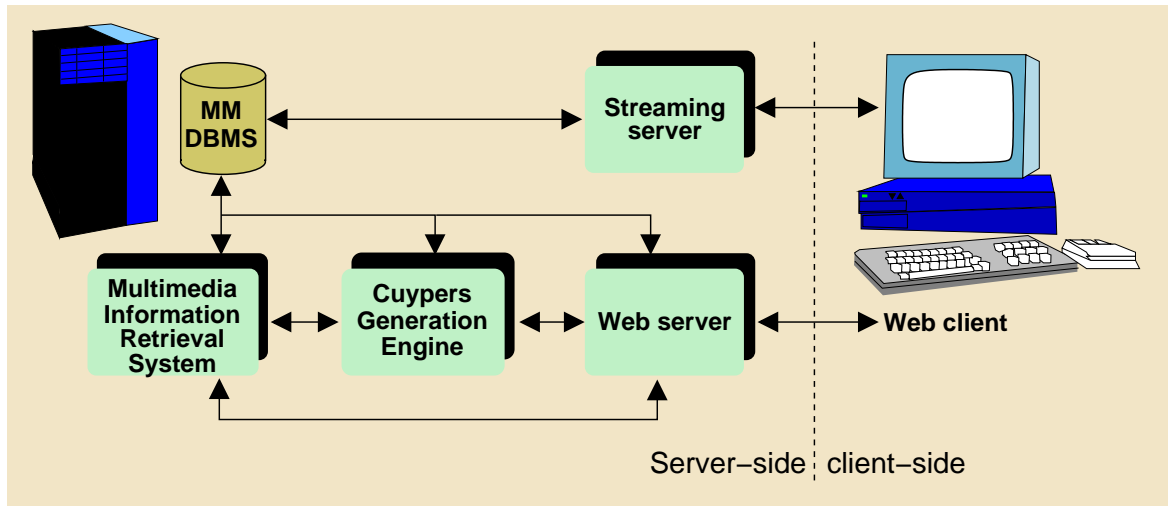 MM
DBMS
Streaming
server
Multimedia
Information
Retrieval
System
Cuypers
Generation
Engine
Web server
Web client
Server−side
client−side